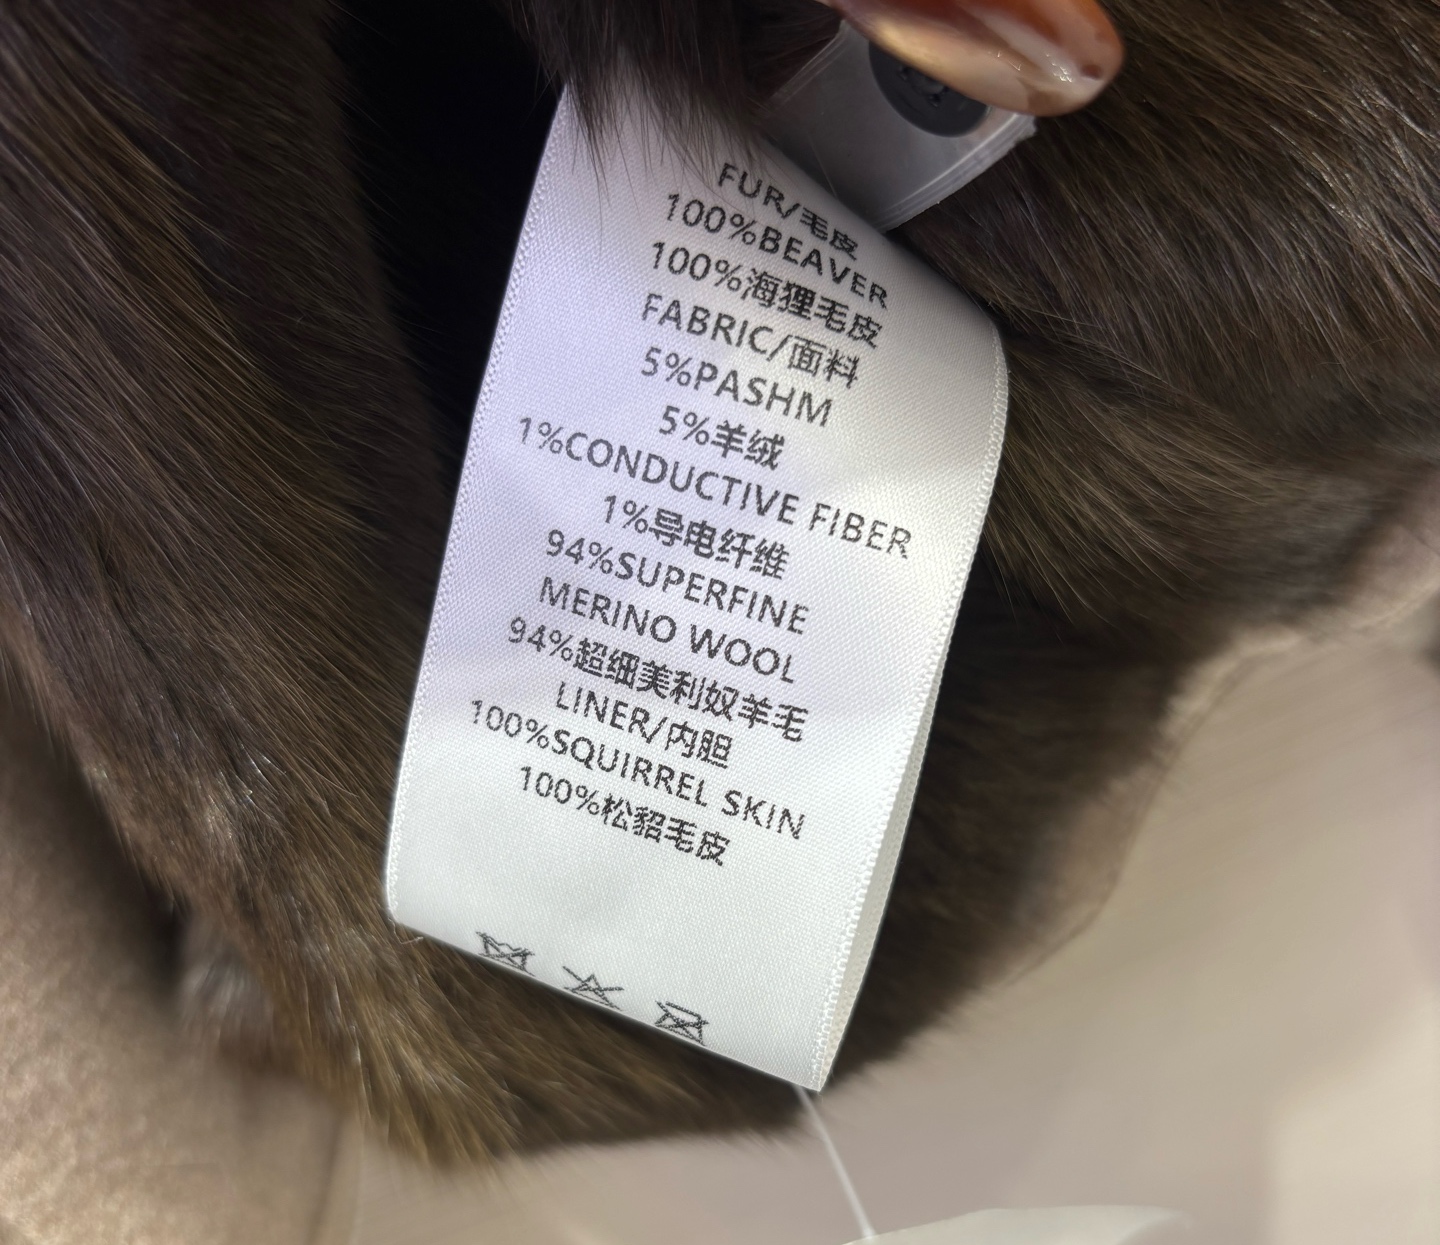 FUR/毛皮
100%BEAVER
100%海狸毛皮
FABRIC/面料
5%PASHM
5%羊绒
1%CONDUCTIVE FIBER
1%导电纤维
94%SUPERFINE
MERINO WOOL
94%超细美利奴羊毛
LINER/内胆
100%SQUIRREL SKIN
100%松貂毛皮